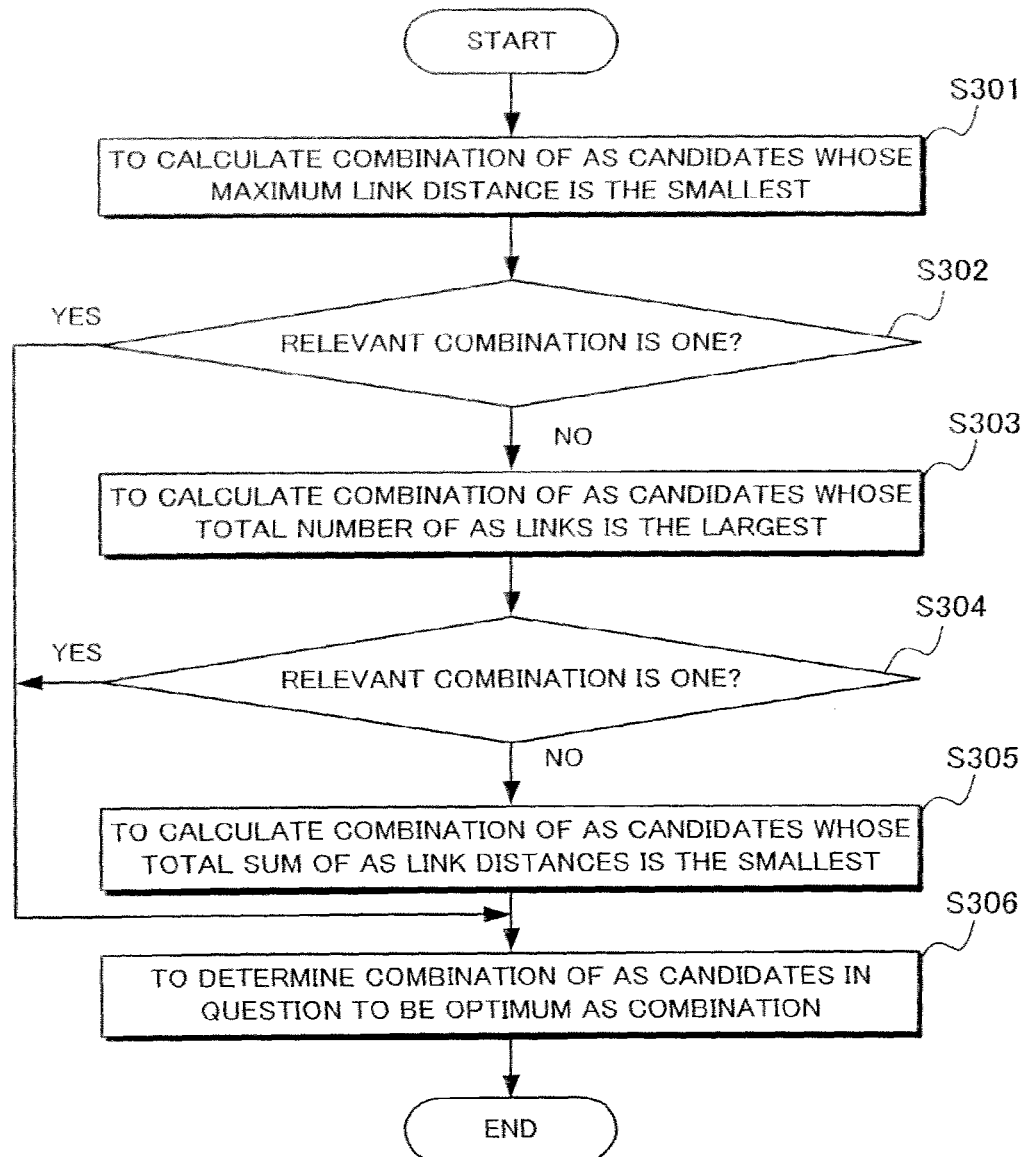 START
S301
TO CALCULATE COMBINATION OF AS CANDIDATES WHOSE
MAXIMUM LINK DISTANCE IS THE SMALLEST
S302
YES
RELEVANT COMBINATION IS ONE?
NO
S303
TO CALCULATE COMBINATION OF AS CANDIDATES WHOSE
TOTAL NUMBER OF AS LINKS IS THE LARGEST
S304
YES
RELEVANT COMBINATION IS ONE?
NO
S305
TO CALCULATE COMBINATION OF AS CANDIDATES WHOSE
TOTAL SUM OF AS LINK DISTANCES IS THE SMALLEST
S306
TO DETERMINE COMBINATION OF AS CANDIDATES IN
QUESTION TO BE OPTIMUM AS COMBINATION
END